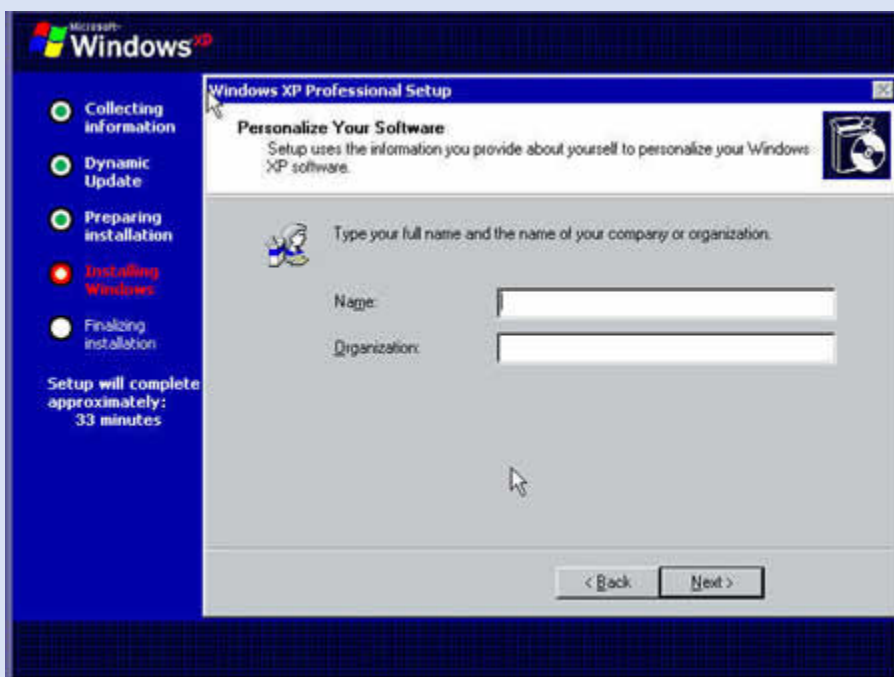 Microsoft
Windows xp
Collecting
information
Dynamic
Update
Preparing
installation
Installing
Windows
Finalizing
installation
Setup will complete
approximately:
33 minutes
Windows XP Professional Setup
Personalize Your Software
Setup uses the information you provide about yourself to personalize your Windows
XP software.
Type your full name and the name of your company or organization.
Name:
Organization:
< Back
Next >